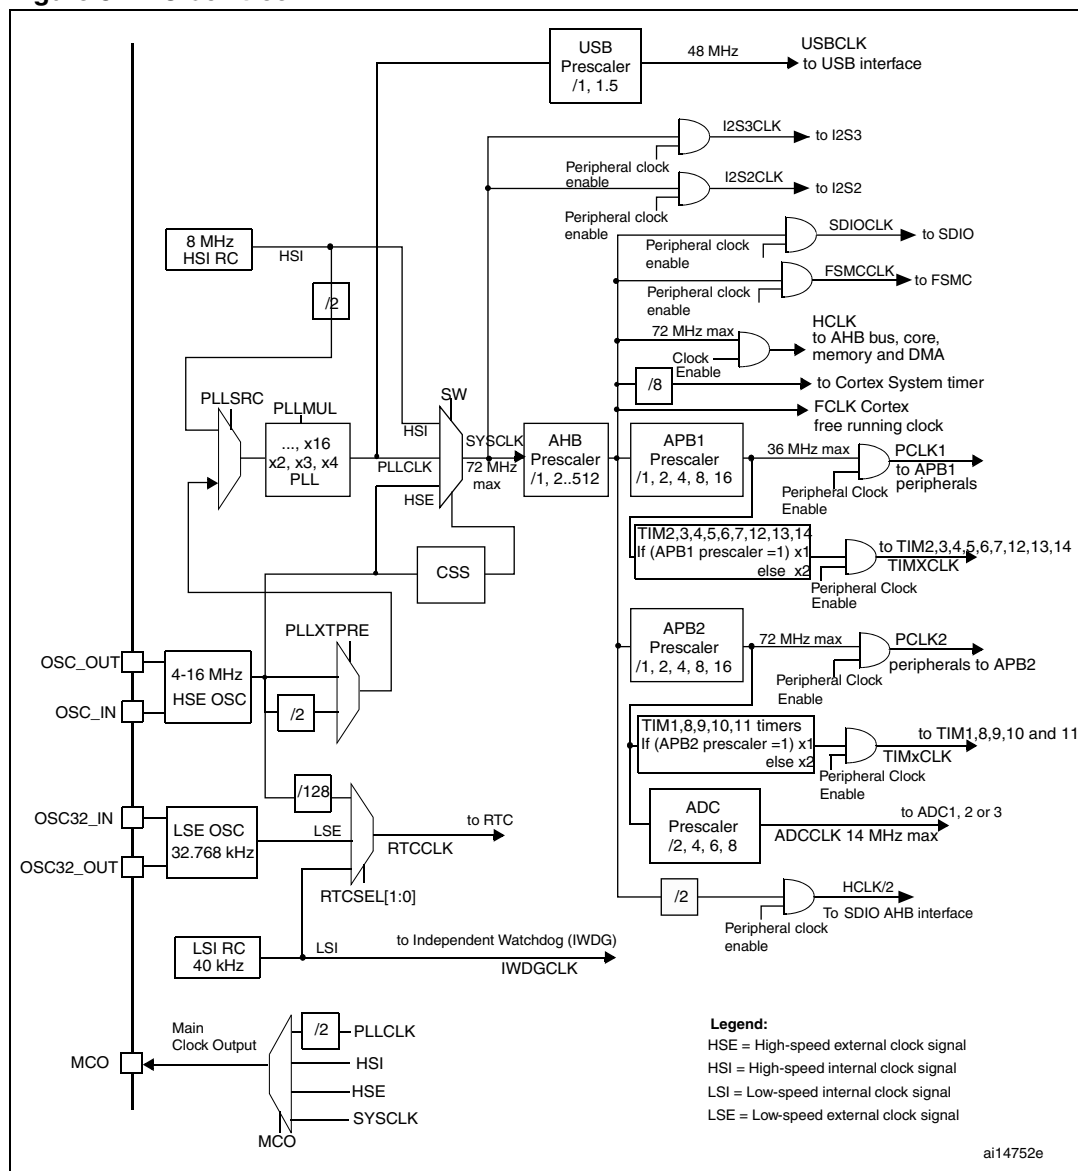 USB
Prescaler
/1, 1.5
48 MHz
USBCLK
to USB interface
I2S3CLK
to I2S3
Peripheral clock
enable
I2S2CLK
to I2S2
Peripheral clock
enable
8 MHz
HSI RC
HSI
SDIOCLK
to SDIO
Peripheral clock
enable
/2
FSMCCLK
to FSMC
Peripheral clock
enable
72 MHz max
HCLK
to AHB bus, core,
memory and DMA
Clock
Enable
/8
to Cortex System timer
FCLK Cortex
free running clock
PLLSRC
PLLMUL
..., x16
x2, x3, x4
PLL
SW
HSI
PLLCLK
HSE
SYSCLK
72 MHz
max
AHB
Prescaler
/1, 2..512
APB1
Prescaler
/1, 2, 4, 8, 16
36 MHz max
PCLK1
to APB1
peripherals
Peripheral Clock
Enable
TIM2,3,4,5,6,7,12,13,14
If (APB1 prescaler =1) x1
else x2
to TIM2,3,4,5,6,7,12,13,14
TIMXCLK
Peripheral Clock
Enable
CSS
PLLXTPRE
OSC_OUT
OSC_IN
4-16 MHz
HSE OSC
/2
APB2
Prescaler
/1, 2, 4, 8, 16
72 MHz max
PCLK2
peripherals to APB2
Peripheral Clock
Enable
TIM1,8,9,10,11 timers
If (APB2 prescaler =1) x1
else x2
to TIM1,8,9,10 and 11
TIMxCLK
Peripheral Clock
Enable
/128
OSC32_IN
OSC32_OUT
LSE OSC
32.768 kHz
LSE
to RTC
RTCCLK
RTCSEL[1:0]
ADC
Prescaler
/2, 4, 6, 8
to ADC1, 2 or 3
ADCCLK 14 MHz max
/2
HCLK/2
To SDIO AHB interface
Peripheral clock
enable
LSI RC
40 kHz
LSI
to Independent Watchdog (IWDG)
IWDGCLK
Main
Clock Output
MCO
/2
PLLCLK
HSI
HSE
SYSCLK
MCO
Legend:
HSE = High-speed external clock signal
HSI = High-speed internal clock signal
LSI = Low-speed internal clock signal
LSE = Low-speed external clock signal
ai14752e